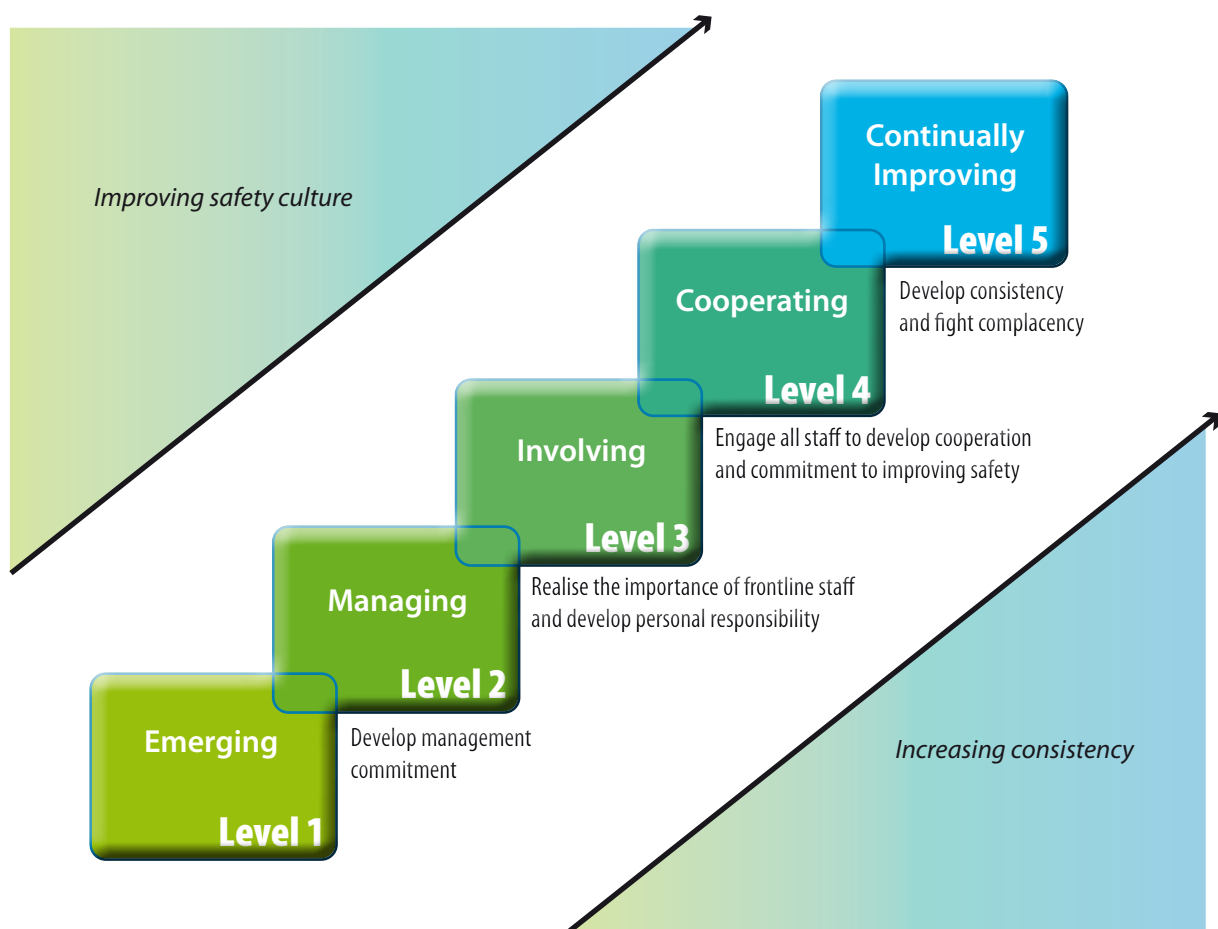 Improving safety culture
Continually
Improving
Level 5
Develop consistency
and fight complacency
Cooperating
Level 4
Engage all staff to develop cooperation
and commitment to improving safety
Involving
Level 3
Realise the importance of frontline staff
and develop personal responsibility
Managing
Level 2
Develop management
commitment
Emerging
Level 1
Increasing consistency